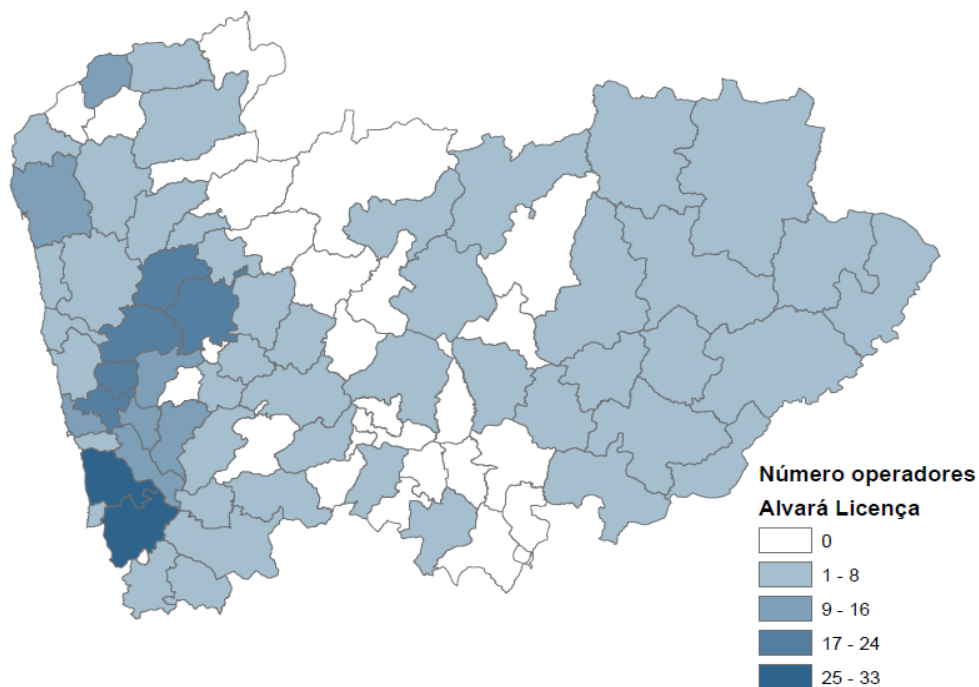 Número operadores
Alvará Licença
0
1 - 8
9 - 16
17 - 24
25 - 33